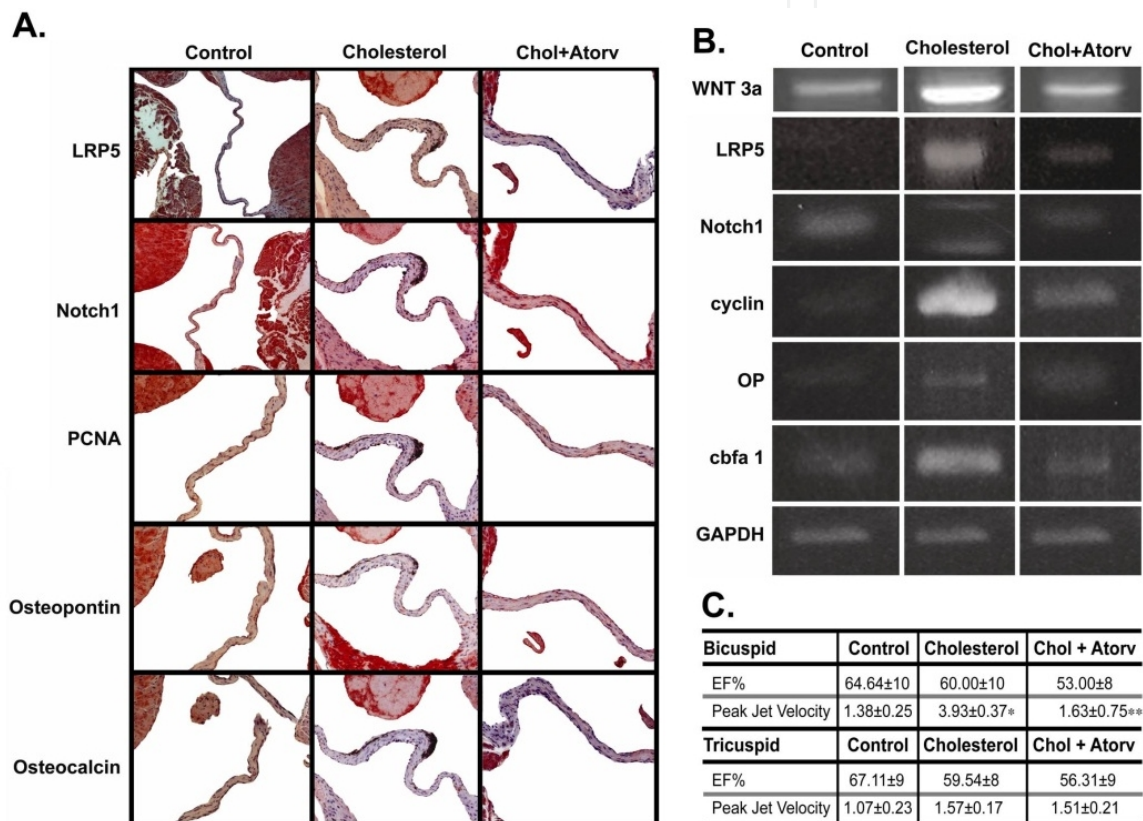 A.
Control Cholesterol Chol+Atorv
LRP5
Notch1
PCNA
Osteopontin
Osteocalcin
B.
Control Cholesterol Chol+Atorv
WNT 3a
LRP5
Notch1
cyclin
OP
cbfa 1
GAPDH
C.
Bicuspid Control Cholesterol Chol + Atorv
EF% 64.64±10 60.00±10 53.00±8
Peak Jet Velocity 1.38±0.25 3.93±0.37* 1.63±0.75**
Tricuspid Control Cholesterol Chol + Atorv
EF% 67.11±9 59.54±8 56.31±9
Peak Jet Velocity 1.07±0.23 1.57±0.17 1.51±0.21